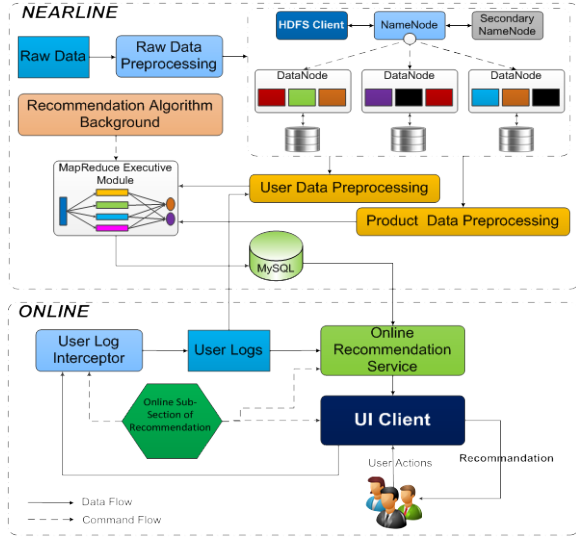 NEARLINE
HDFS Client
NameNode
Secondary
NameNode
Raw Data
Raw Data
Preprocessing
DataNode
DataNode
DataNode
Recommendation Algorithm
Background
MapReduce Executive
Module
User Data Preprocessing
Product Data Preprocessing
MySQL
ONLINE
User Log
Interceptor
User Logs
Online
Recommendation
Service
Online Sub-
Section of
Recommendation
UI Client
User Actions
Recommandation
Data Flow
Command Flow